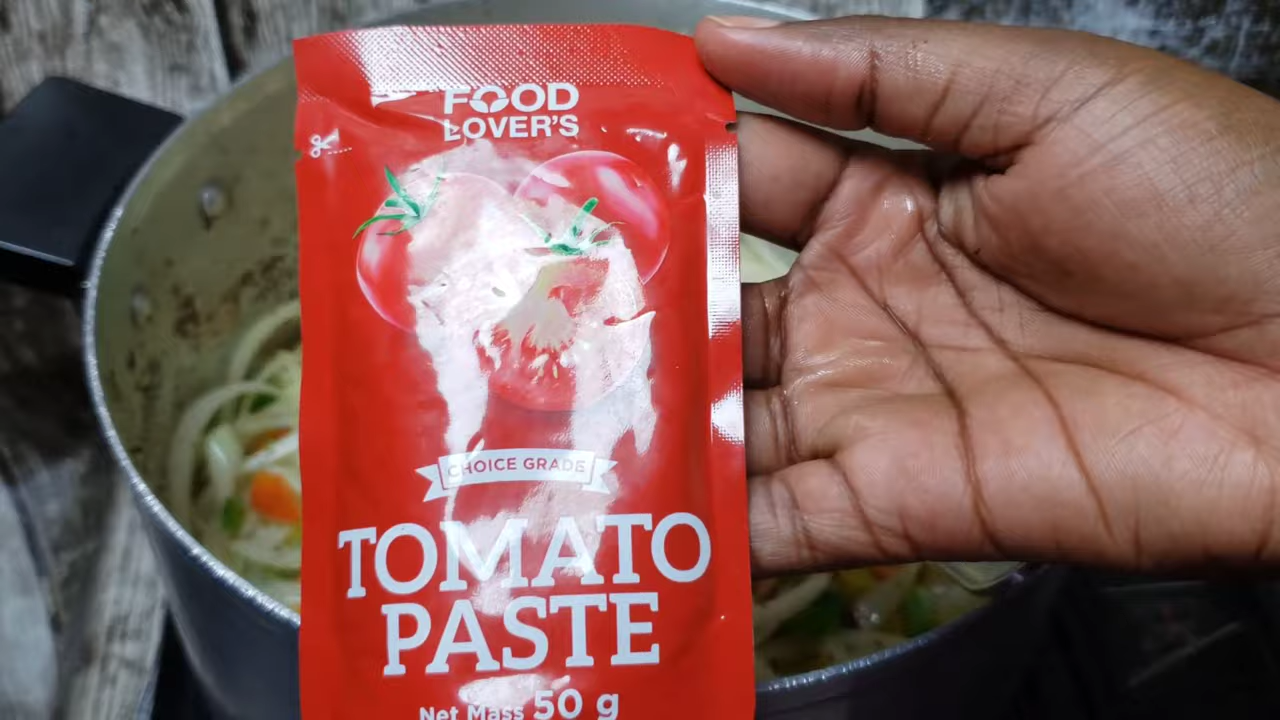 FOOD
LOVER'S
CHOICE GRADE
TOMATO
PASTE
Net Mass 50 g